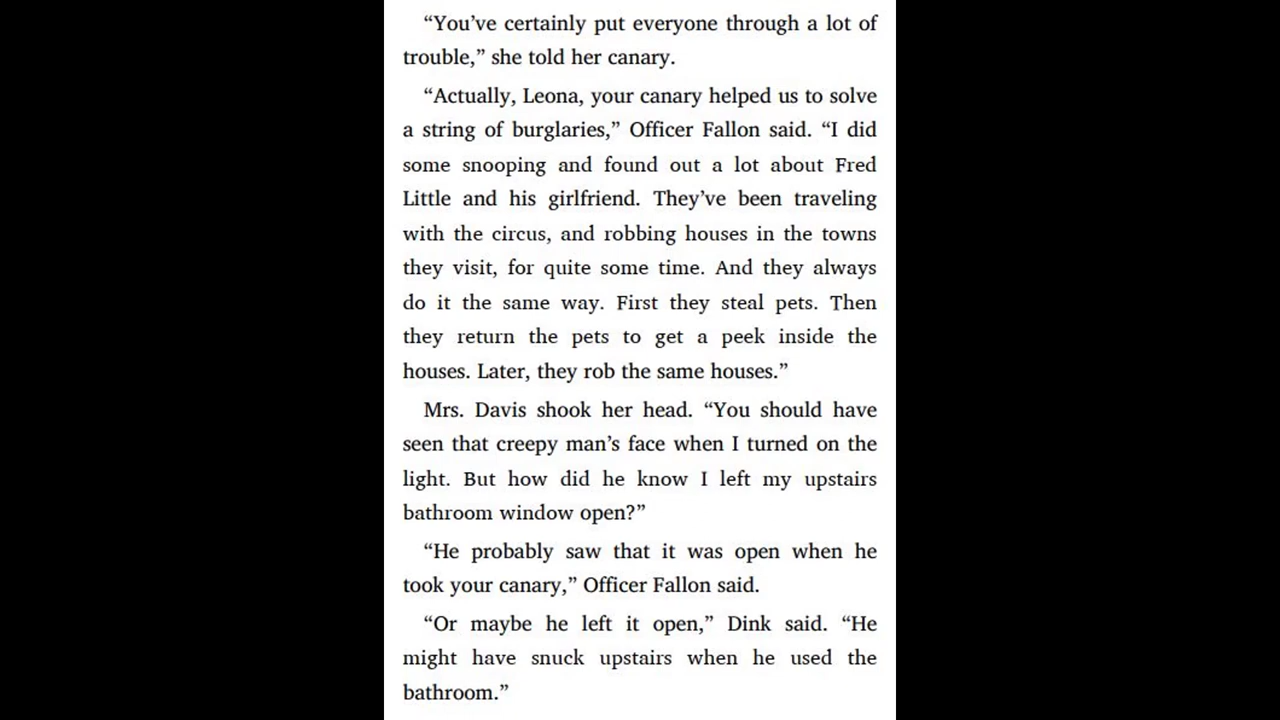 “You’ve certainly put everyone through a lot of
trouble,” she told her canary.
“Actually, Leona, your canary helped us to solve
a string of burglaries,” Officer Fallon said. “I did
some snooping and found out a lot about Fred
Little and his girlfriend. They’ve been traveling
with the circus, and robbing houses in the towns
they visit, for quite some time. And they always
do it the same way. First they steal pets. Then
they return the pets to get a peek inside the
houses. Later, they rob the same houses.”
Mrs. Davis shook her head. “You should have
seen that creepy man’s face when I turned on the
light. But how did he know I left my upstairs
bathroom window open?”
“He probably saw that it was open when he
took your canary,” Officer Fallon said.
“Or maybe he left it open,” Dink said. “He
might have snuck upstairs when he used the
bathroom.”